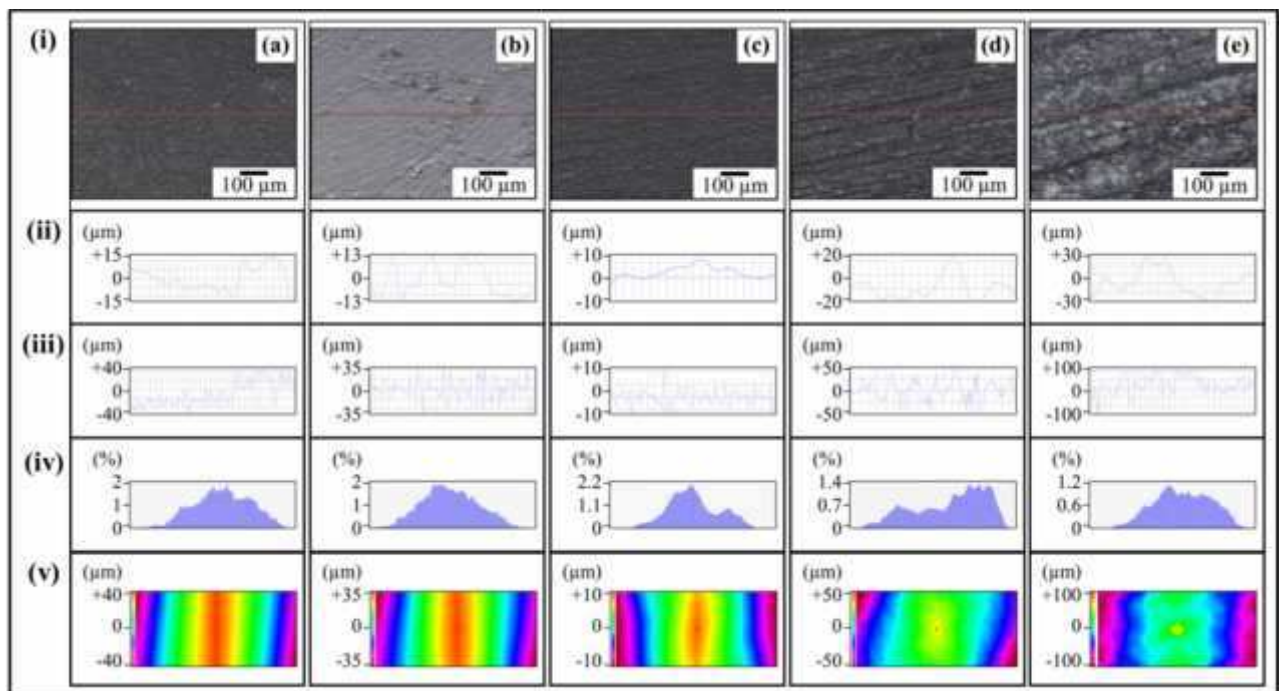 (i) (a) (b) (c) (d) (e)
100 µm 100 µm 100 µm 100 µm 100 µm
(ii) (µm) (µm) (µm) (µm) (µm)
+15 +13 +10 +20 +30
0 0 0 0 0
-15 -13 -10 -20 -30
(iii) (µm) (µm) (µm) (µm) (µm)
+40 +35 +10 +50 +100
0 0 0 0 0
-40 -35 -10 -50 -100
(iv) (%) (%) (%) (%) (%)
2 2 2.2 1.4 1.2
1 1 1.1 0.7 0.6
0 0 0 0 0
(v) (µm) (µm) (µm) (µm) (µm)
+40 +35 +10 +50 +100
0 0 0 0 0
-40 -35 -10 -50 -100